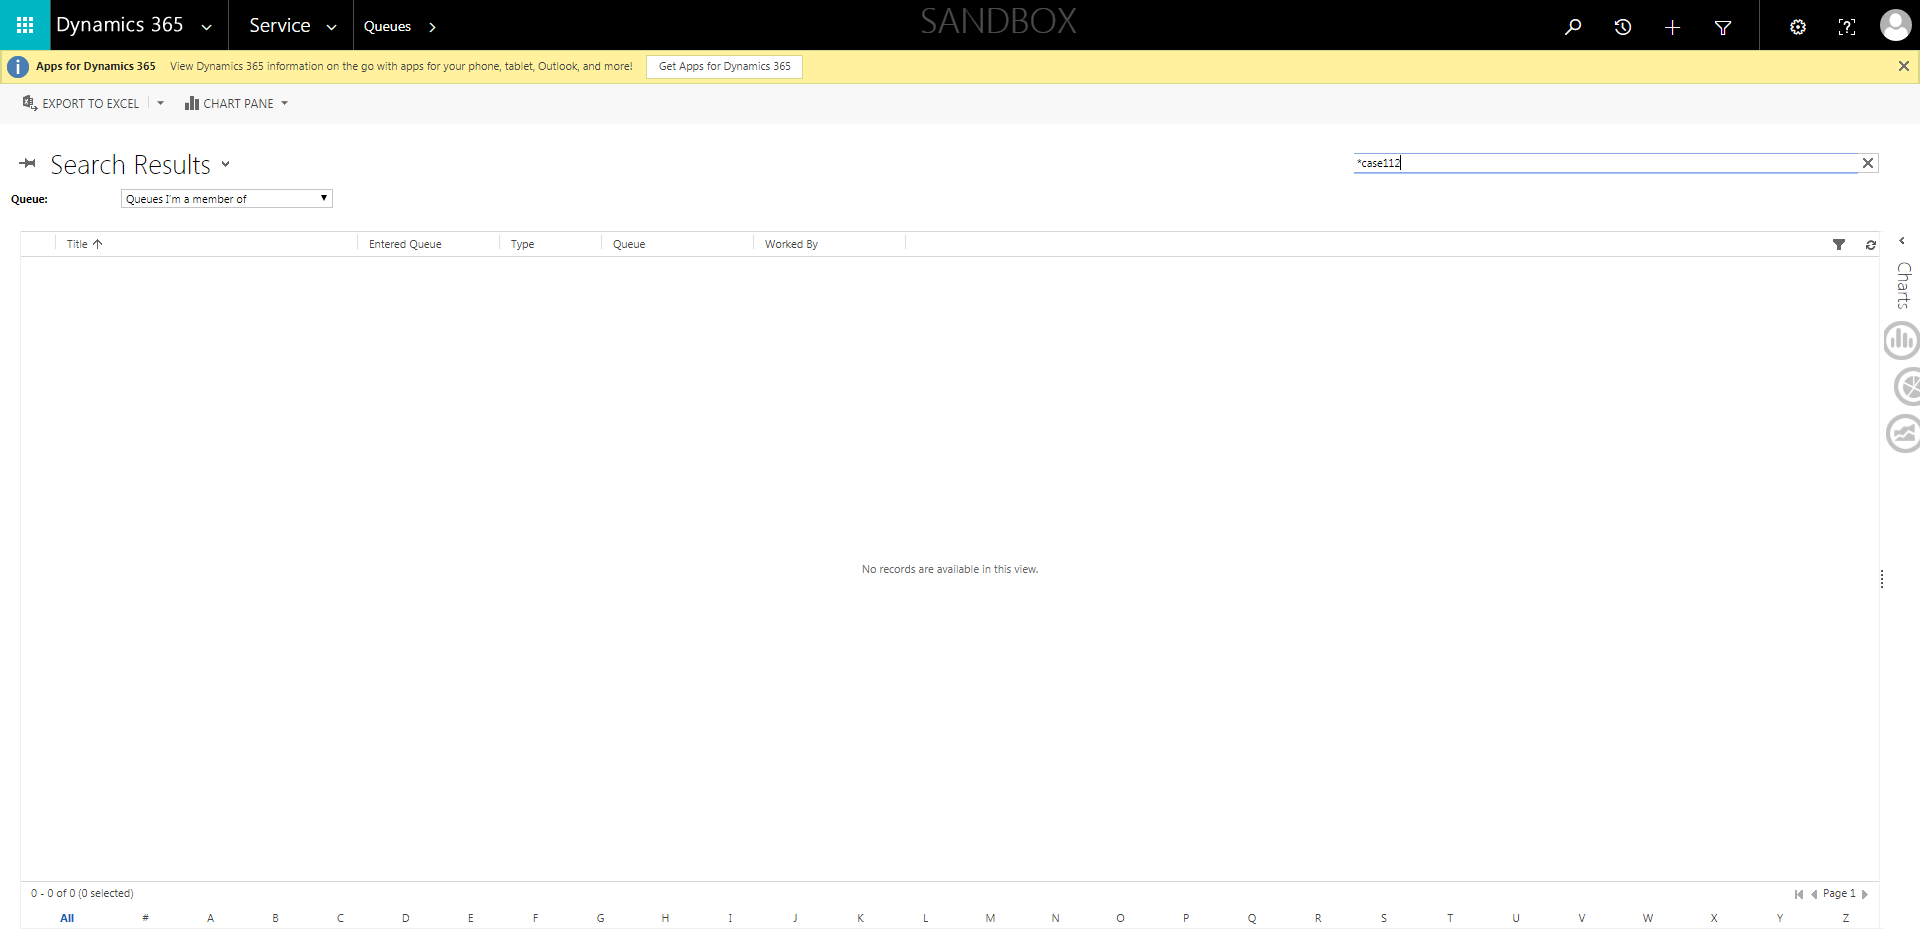 Dynamics 365 Service Queues SANDBOX
Apps for Dynamics 365 View Dynamics 365 information on the go with apps for your phone, tablet, Outlook, and more! Get Apps for Dynamics 365
EXPORT TO EXCEL CHART PANE
Search Results *case112
Queue: Queues I'm a member of
Title Entered Queue Type Queue Worked By
Charts
No records are available in this view.
0 - 0 of 0 (0 selected) Page 1
All # A B C D E F G H I J K L M N O P Q R S T U V W X Y Z